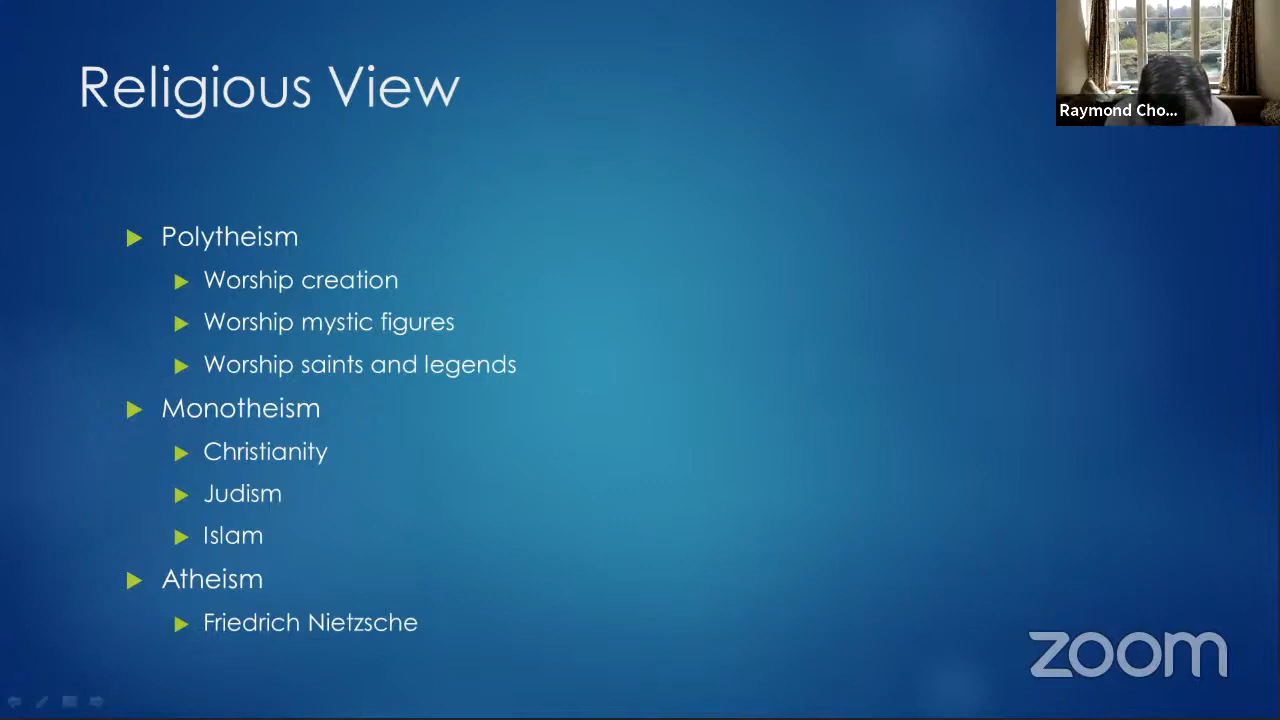 Religious View
Raymond Cho...
Polytheism
Worship creation
Worship mystic figures
Worship saints and legends
Monotheism
Christianity
Judism
Islam
Atheism
Friedrich Nietzsche
zoom